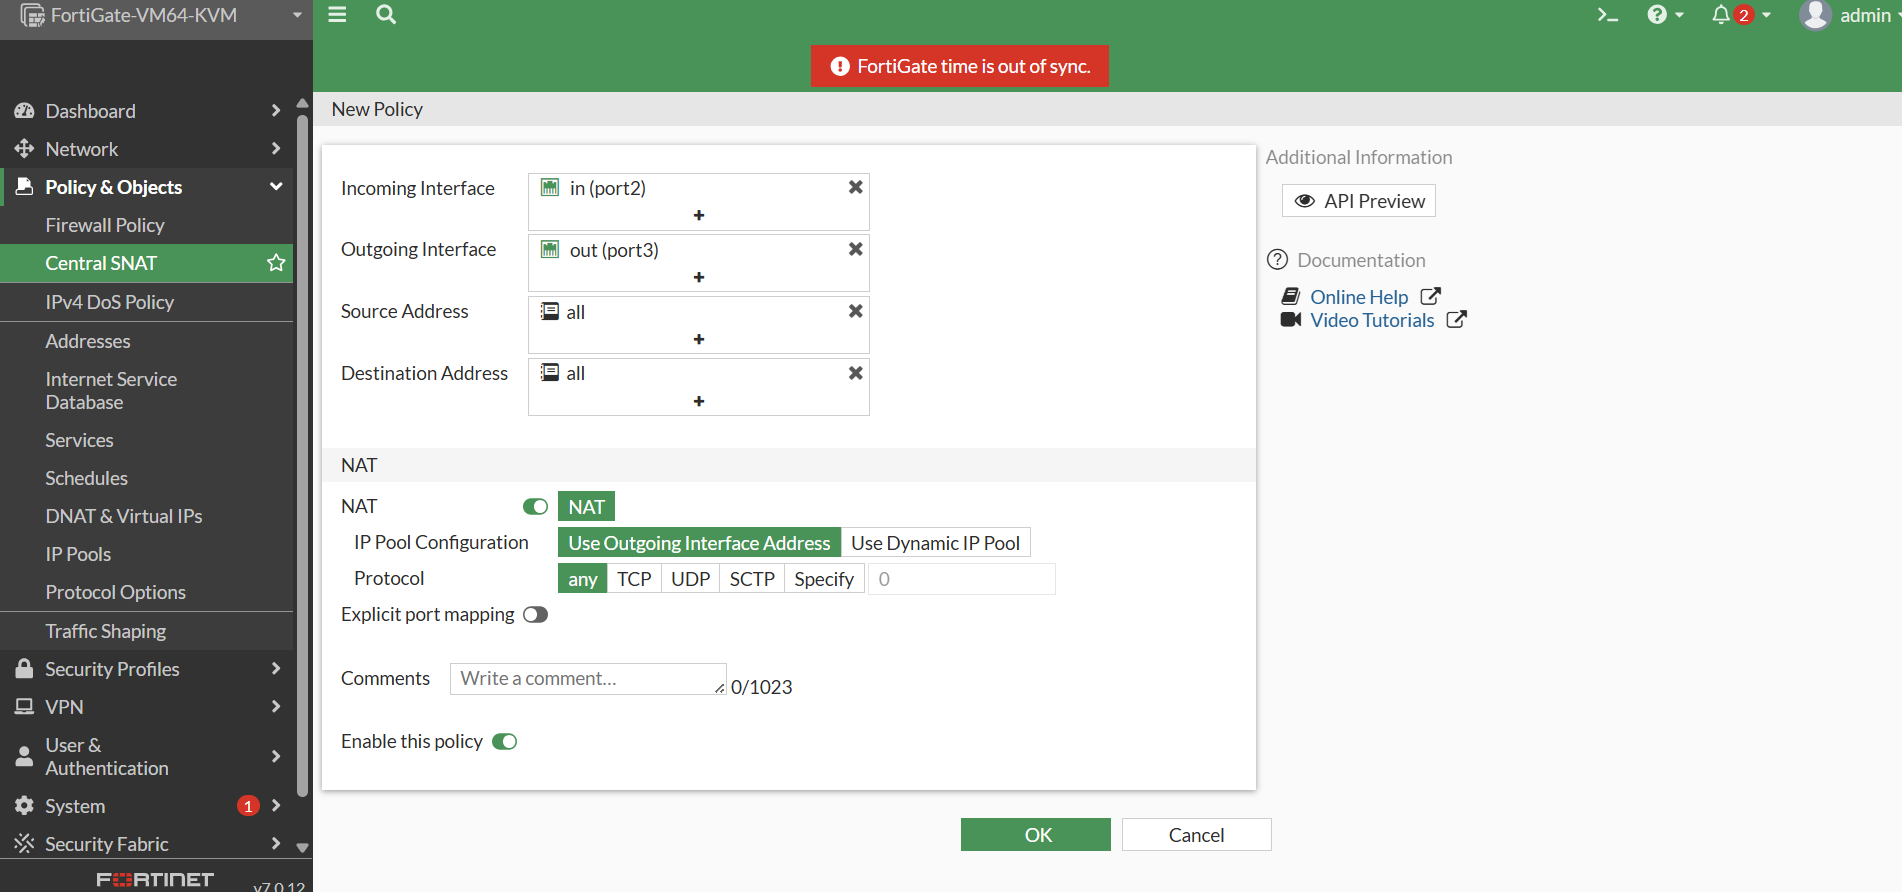 FortiGate-VM64-KVM
2
admin
FortiGate time is out of sync.
Dashboard
Network
Policy & Objects
Firewall Policy
Central SNAT
IPv4 DoS Policy
Addresses
Internet Service
Database
Services
Schedules
DNAT & Virtual IPs
IP Pools
Protocol Options
Traffic Shaping
Security Profiles
VPN
User &
Authentication
System 1
Security Fabric
FORTINET
v7.0.12
New Policy
Incoming Interface in (port2)
Outgoing Interface out (port3)
Source Address all
Destination Address all
NAT
NAT NAT
IP Pool Configuration Use Outgoing Interface Address Use Dynamic IP Pool
Protocol any TCP UDP SCTP Specify 0
Explicit port mapping
Comments Write a comment... 0/1023
Enable this policy
OK Cancel
Additional Information
API Preview
Documentation
Online Help
Video Tutorials